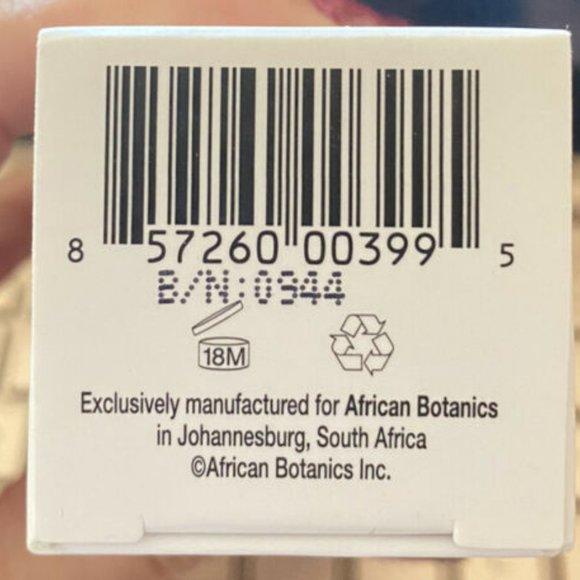 8 57260 00399 5
B/N:0944
18M
Exclusively manufactured for African Botanics
in Johannesburg, South Africa
©African Botanics Inc.